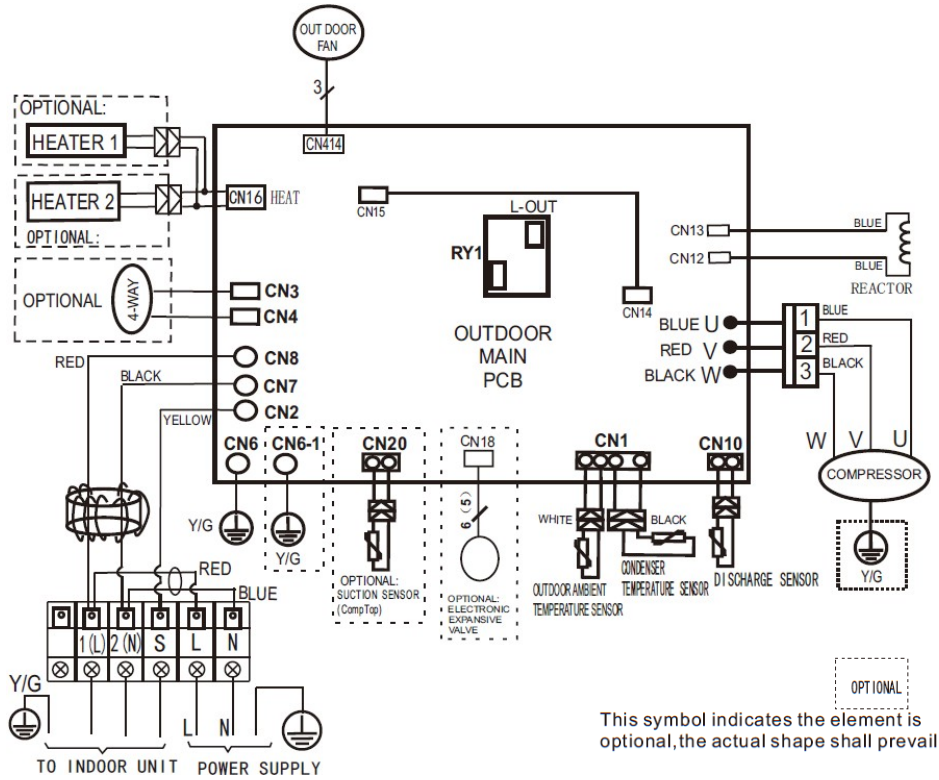 OUT DOOR
FAN
3
OPTIONAL:
HEATER 1
CN414
HEATER 2
CN16 HEAT
OPTIONAL:
CN15
L-OUT
RY1
CN13
BLUE
CN12
BLUE
REACTOR
OPTIONAL
4-WAY
CN3
CN4
CN14
OUTDOOR
MAIN
PCB
BLUE U
RED V
BLACK W
1
2
3
BLUE
RED
BLACK
RED
CN8
BLACK
CN7
YELLOW
CN2
CN6
CN6-1
CN20
CN18
CN1
CN10
W
V
U
COMPRESSOR
Y/G
Y/G
Y/G
OPTIONAL:
SUCTION SENSOR
(CompTop)
6 (5)
OPTIONAL:
ELECTRONIC
EXPANSIVE
VALVE
WHITE
BLACK
OUTDOOR AMBIENT
TEMPERATURE SENSOR
CONDENSER
TEMPERATURE SENSOR
DISCHARGE SENSOR
RED
BLUE
1 (L) 2 (N) S L N
Y/G
L N
TO INDOOR UNIT
POWER SUPPLY
OPTIONAL
This symbol indicates the element is
optional,the actual shape shall prevail